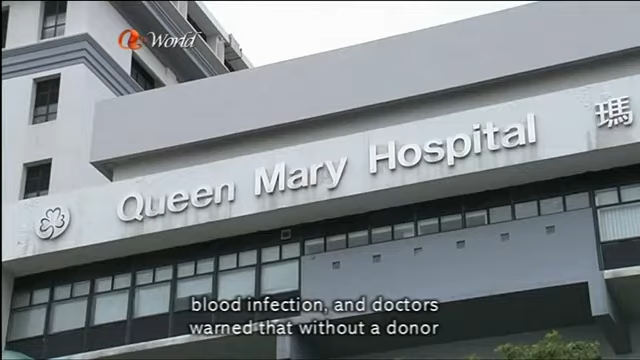 World
Queen Mary Hospital 瑪
blood infection, and doctors
warned that without a donor